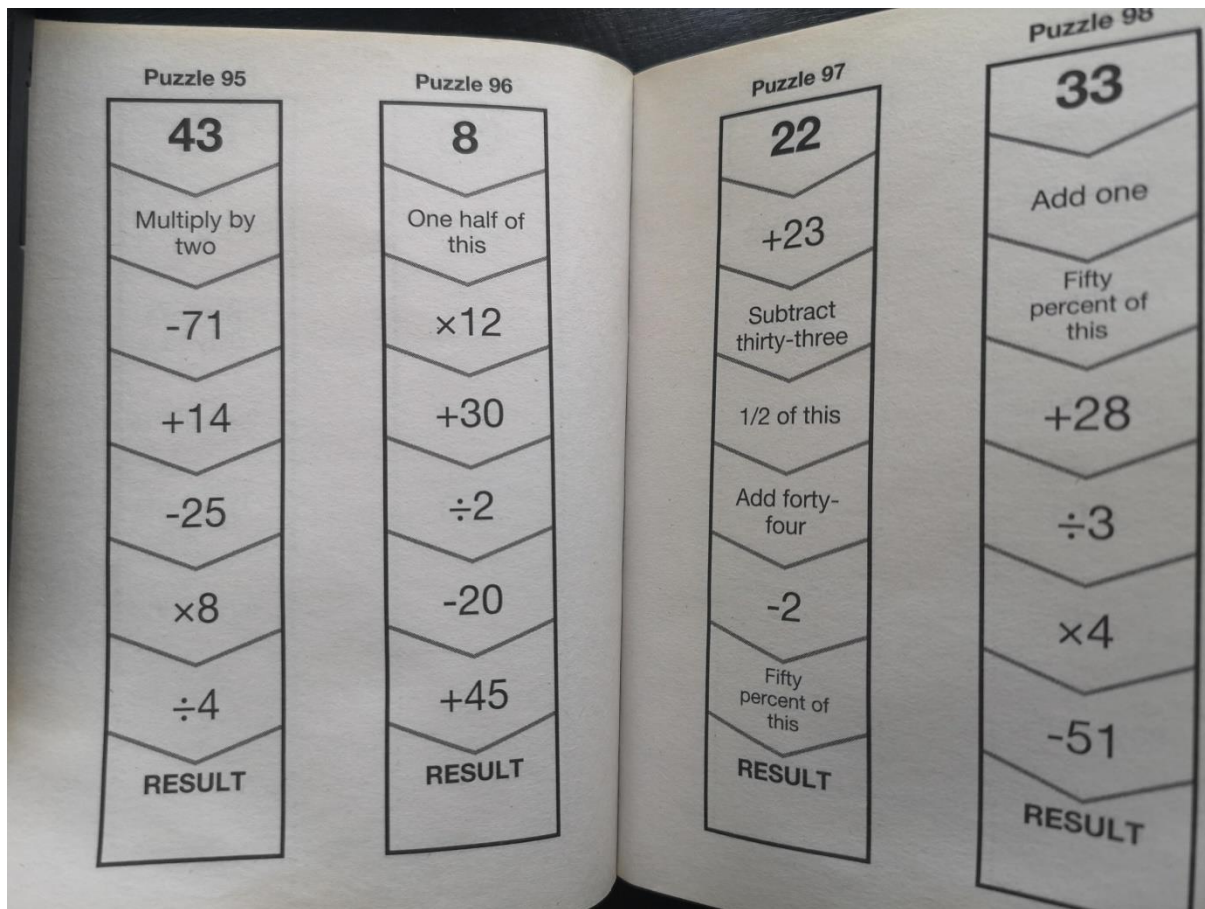 Puzzle 95
43
Multiply by
two
-71
+14
-25
×8
÷4
RESULT
Puzzle 96
8
One half of
this
×12
+30
÷2
-20
+45
RESULT
Puzzle 97
22
+23
Subtract
thirty-three
1/2 of this
Add forty-
four
-2
Fifty
percent of
this
RESULT
Puzzle 98
33
Add one
Fifty
percent of
this
+28
÷3
×4
-51
RESULT